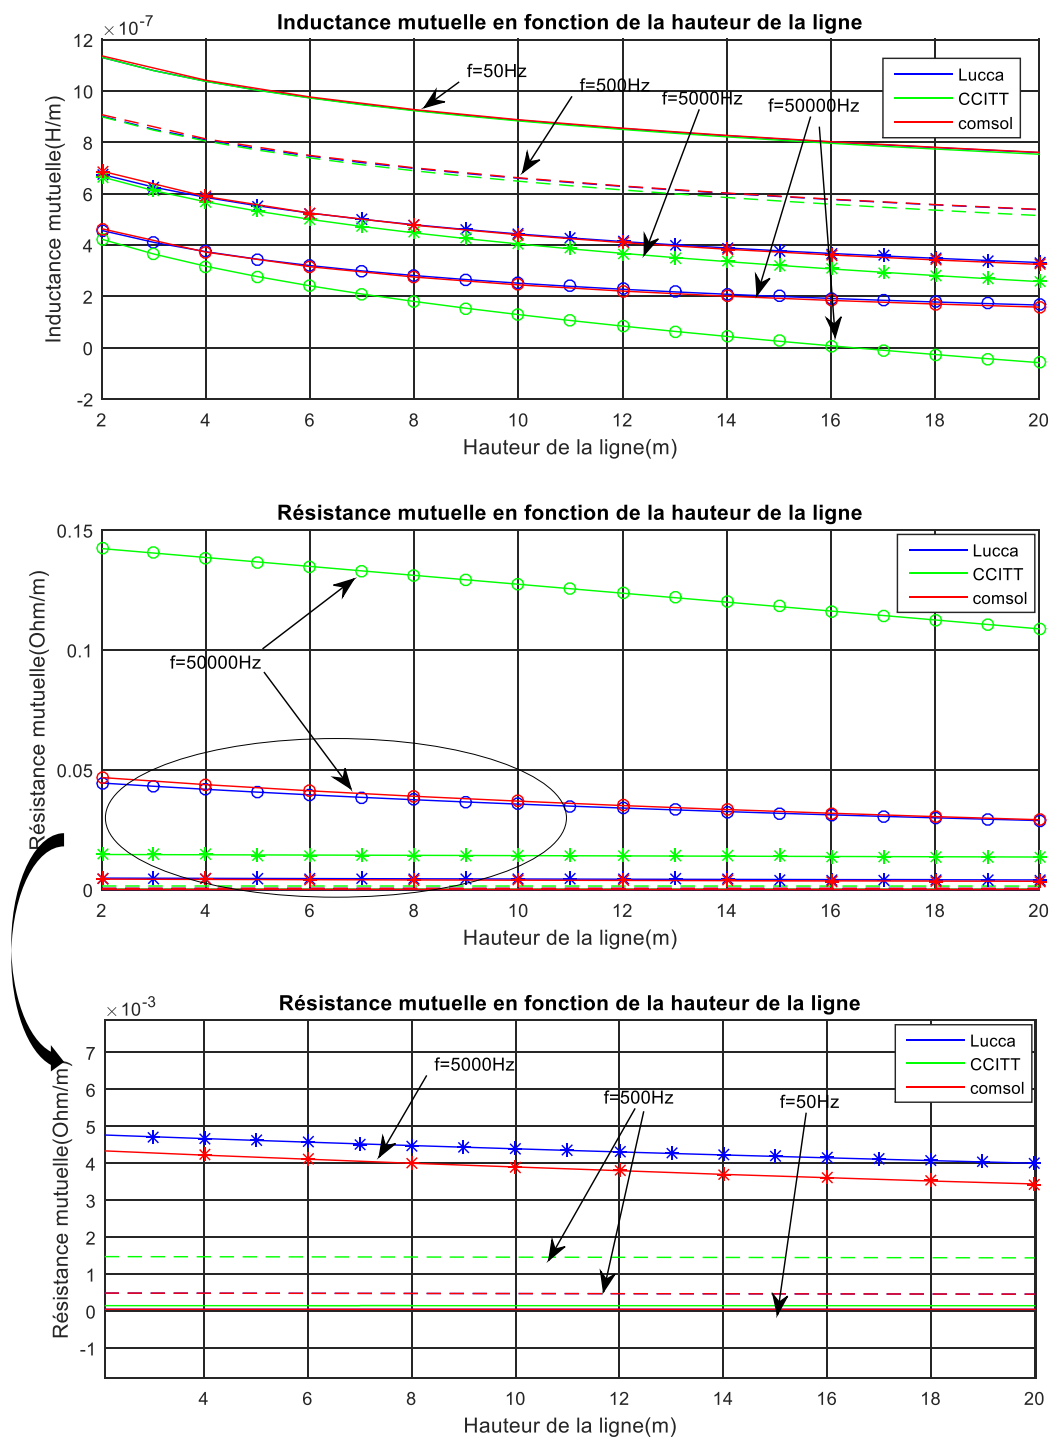 ×10-7
Inductance mutuelle en fonction de la hauteur de la ligne
12
10
8
6
4
2
0
-2
Inductance mutuelle(H/m)
f=50Hz
f=500Hz
f=5000Hz
f=50000Hz
Lucca
CCITT
comsol
2 4 6 8 10 12 14 16 18 20
Hauteur de la ligne(m)
Résistance mutuelle en fonction de la hauteur de la ligne
0.15
0.1
0.05
0
Résistance mutuelle(Ohm/m)
f=50000Hz
Lucca
CCITT
comsol
2 4 6 8 10 12 14 16 18 20
Hauteur de la ligne(m)
×10-3
Résistance mutuelle en fonction de la hauteur de la ligne
7
6
5
4
3
2
1
0
-1
Résistance mutuelle(Ohm/m)
f=5000Hz
f=500Hz
f=50Hz
Lucca
CCITT
comsol
4 6 8 10 12 14 16 18 20
Hauteur de la ligne(m)